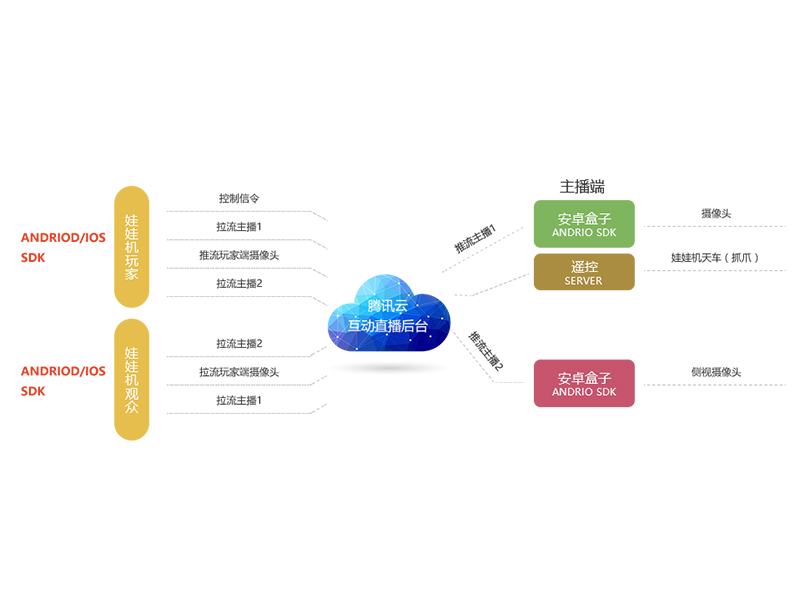 ANDRIOD/IOS
SDK
娃娃机玩家
控制信令
拉流主播1
推流玩家端摄像头
拉流主播2
ANDRIOD/IOS
SDK
娃娃机观众
拉流主播2
拉流玩家端摄像头
拉流主播1
腾讯云
互动直播后台
推流主播1
推流主播2
主播端
安卓盒子
ANDRIO SDK
摄像头
遥控
SERVER
娃娃机天车（抓爪）
安卓盒子
ANDRIO SDK
侧视摄像头